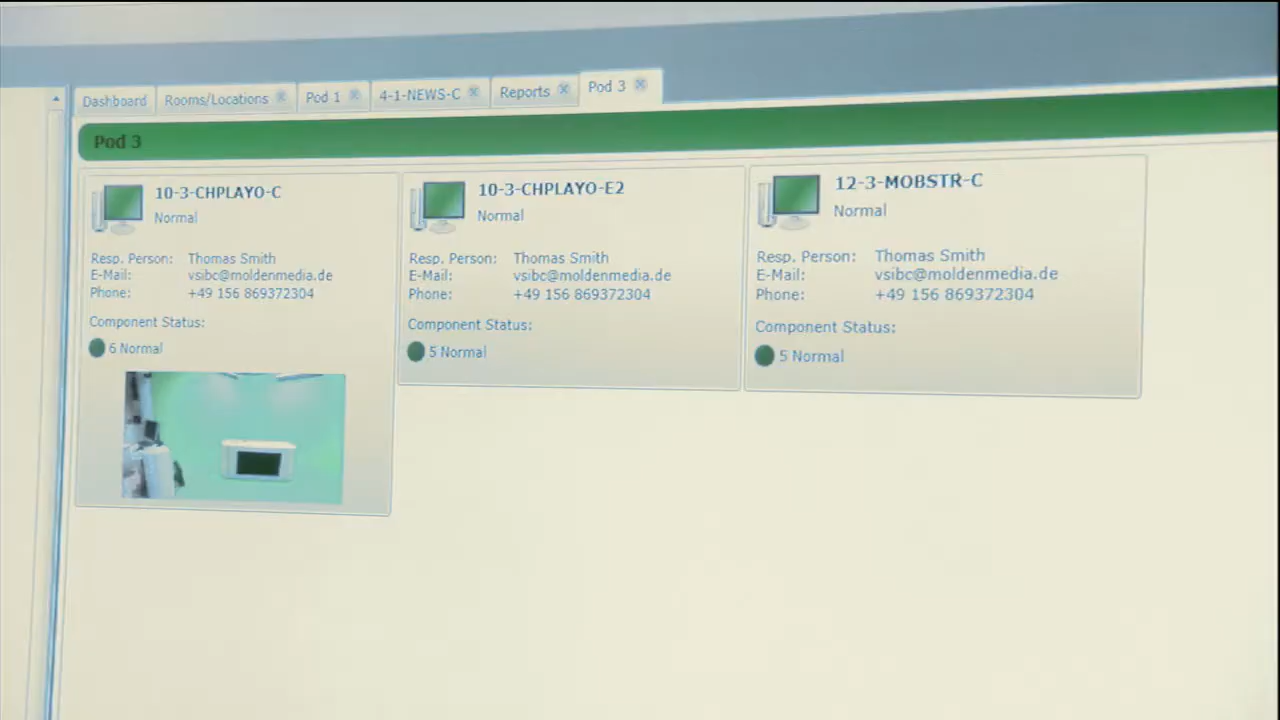 Dashboard
Rooms/Locations
Pod 1
4-1-NEWS-C
Reports
Pod 3
Pod 3
10-3-CHPLAYO-C
Normal
Resp. Person: Thomas Smith
E-Mail: vsibc@moldenmedia.de
Phone: +49 156 869372304
Component Status:
6 Normal
10-3-CHPLAYO-E2
Normal
Resp. Person: Thomas Smith
E-Mail: vsibc@moldenmedia.de
Phone: +49 156 869372304
Component Status:
5 Normal
12-3-MOBSTR-C
Normal
Resp. Person: Thomas Smith
E-Mail: vsibc@moldenmedia.de
Phone: +49 156 869372304
Component Status:
5 Normal